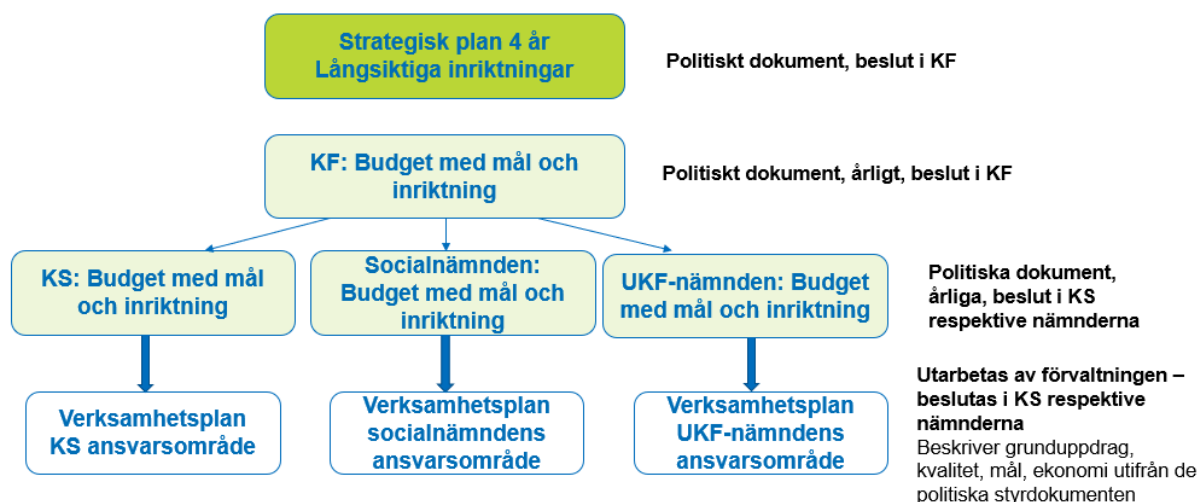 Strategisk plan 4 år
Långsiktiga inriktningar
Politiskt dokument, beslut i KF
KF: Budget med mål och
inriktning
Politiskt dokument, årligt, Beslut i KF
KS: Budget med mål
och inriktning
Socialnämnden:
Budget med mål och
inriktning
UKF-nämnden: Budget
med mål och inriktning
Politiska dokument,
årliga, beslut i KS
respektive nämnderna
Verksamhetsplan
KS ansvarsområde
Verksamhetsplan
socialnämndens
ansvarsområde
Verksamhetsplan
UKF-nämndens
ansvarsområde
Utarbetas av förvaltningen –
beslutas i KS respektive
nämnderna
Beskriver grunduppdrag,
kvalitet, mål, ekonomi utifrån de
politiska styrdokumenten